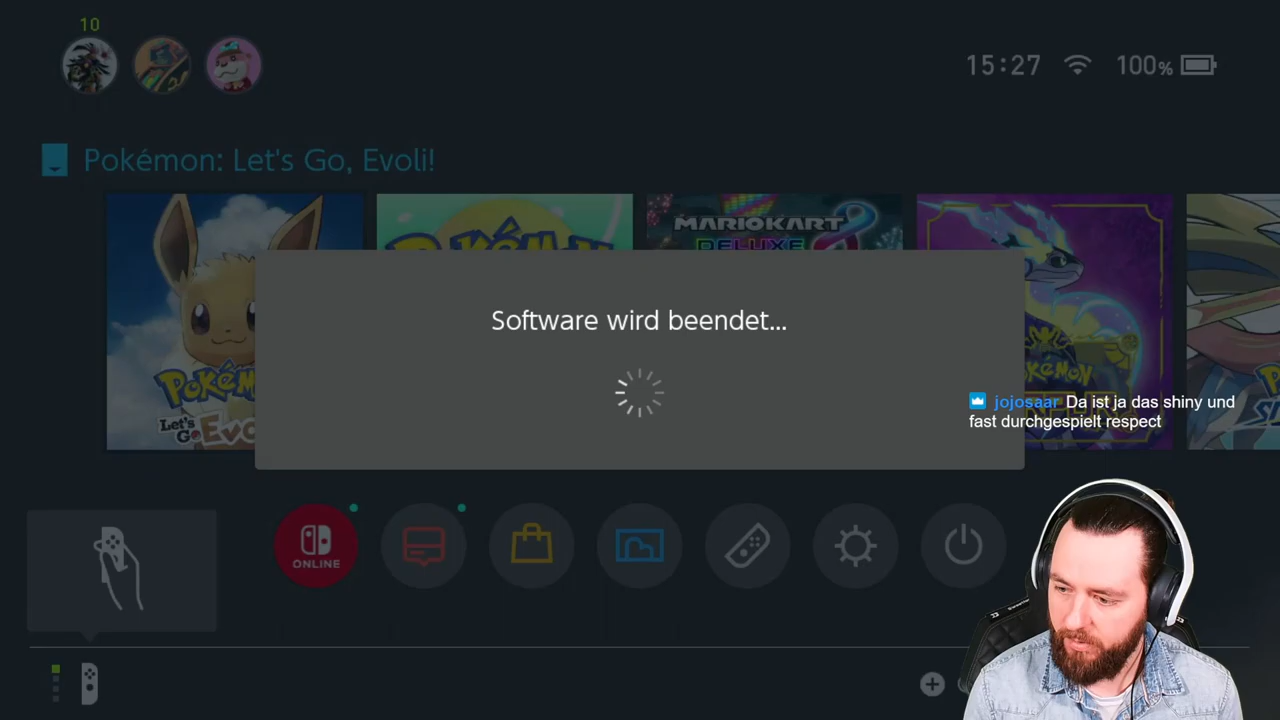 10
15:27
100%
Pokémon: Let's Go, Evoli!
MARIOKART
DELUXE
Software wird beendet...
jojosaar Da ist ja das shiny und
fast durchgespielt respect
Let's
Go
ONLINE